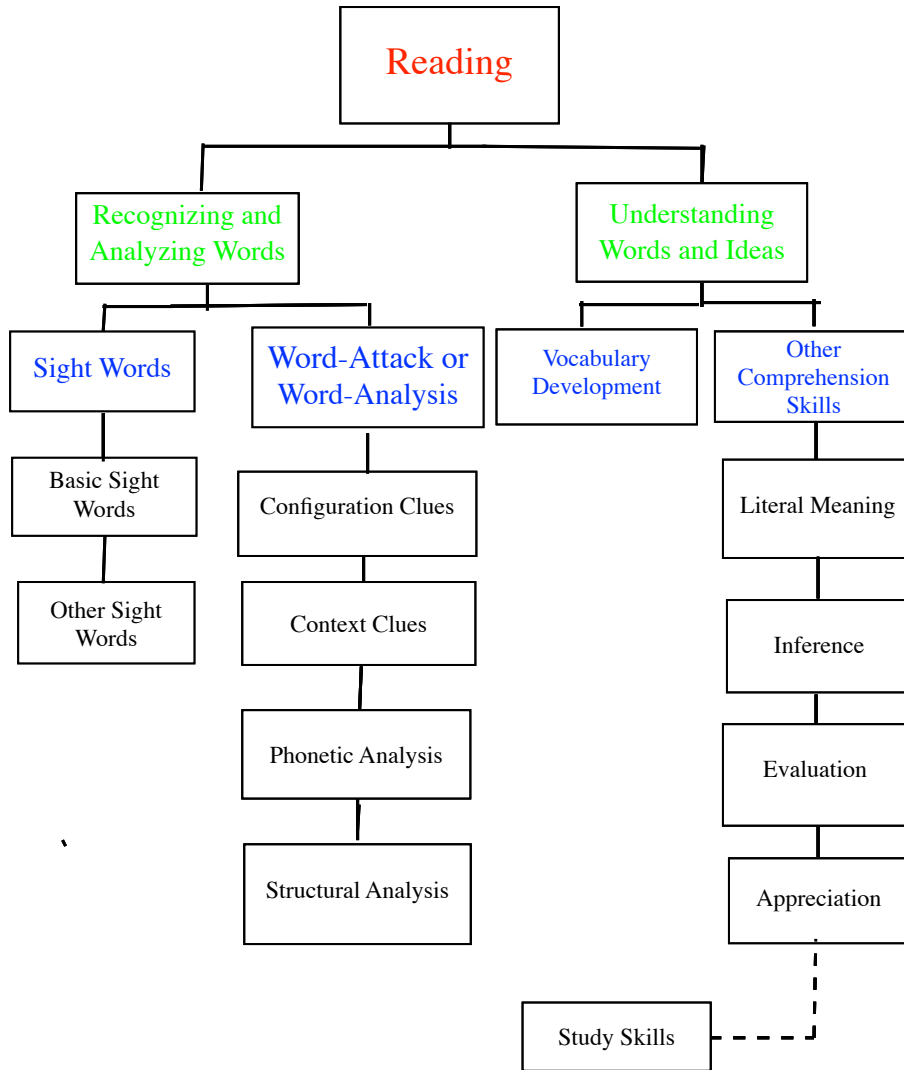 Reading
Recognizing and
Analyzing Words
Understanding
Words and Ideas
Sight Words
Word-Attack or
Word-Analysis
Vocabulary
Development
Other
Comprehension
Skills
Basic Sight
Words
Other Sight
Words
Configuration Clues
Context Clues
Phonetic Analysis
Structural Analysis
Literal Meaning
Inference
Evaluation
Appreciation
Study Skills